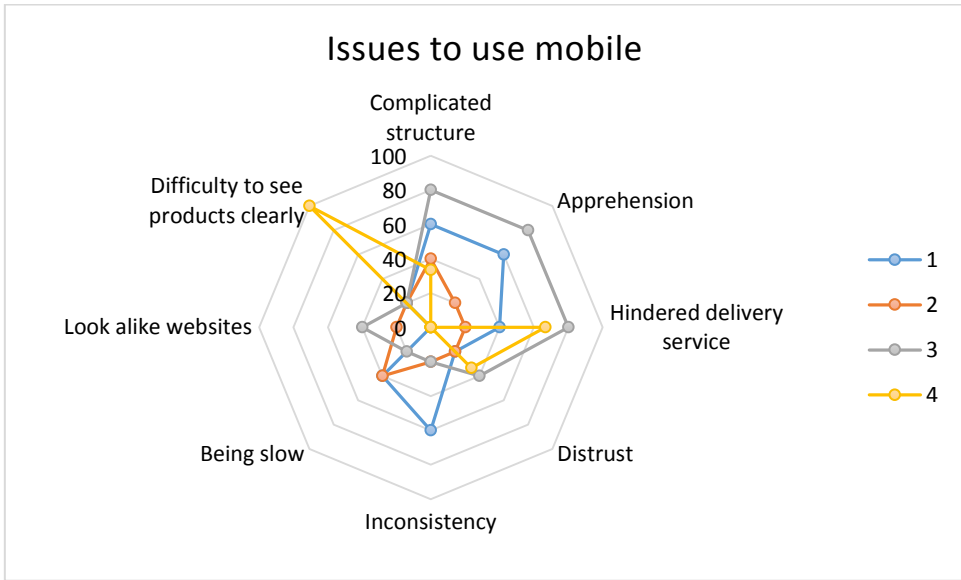 Issues to use mobile
Complicated
structure
Difficulty to see
products clearly
Apprehension
100
80
60
40
20
0
Look alike websites
Hindered delivery
service
Being slow
Distrust
Inconsistency
1
2
3
4